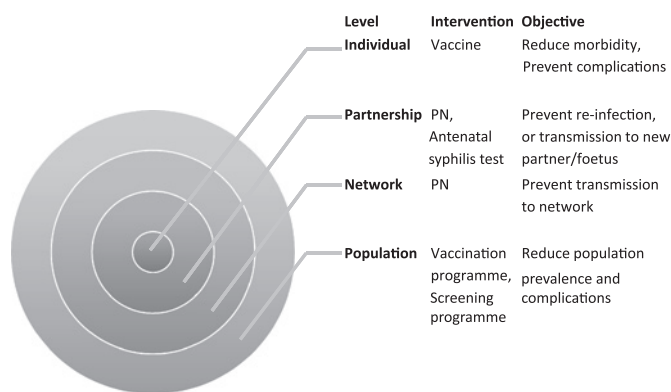 Level Intervention Objective
Individual Vaccine Reduce morbidity,
Prevent complications
Partnership PN, Prevent re-infection,
Antenatal or transmission to new
syphilis test partner/foetus
Network PN Prevent transmission
to network
Population Vaccination Reduce population
programme, prevalence and
Screening complications
programme